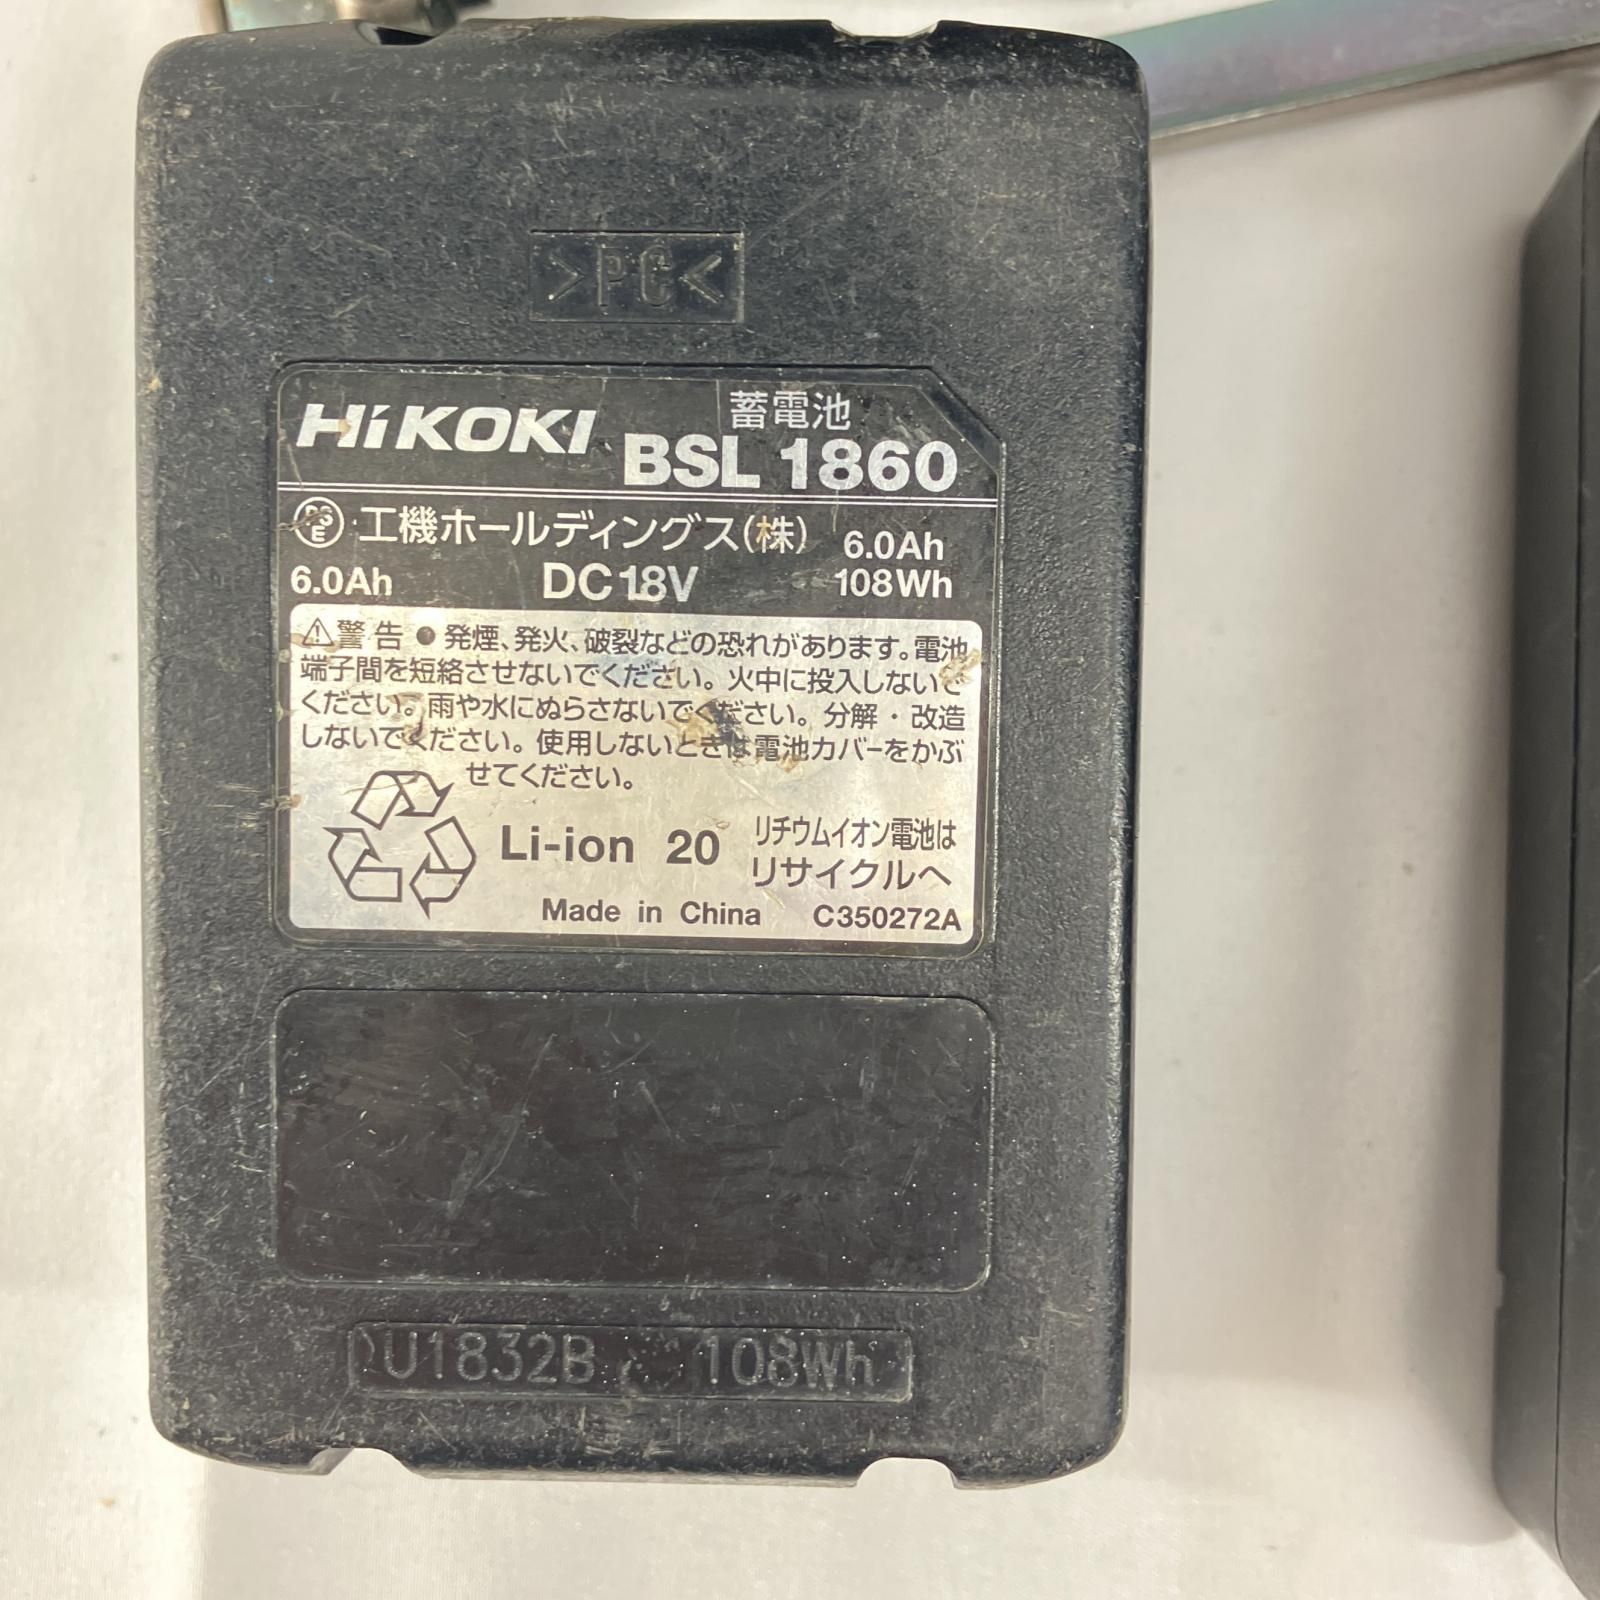 >PC<
HiKOKI 蓄電池
BSL 1860
PSE 工機ホールディングス(株) 6.0Ah
6.0Ah DC18V 108Wh
⚠警告 ●発煙、発火、破裂などの恐れがあります。電池
端子間を短絡させないでください。火中に投入しないで
ください。雨や水にぬらさないでください。分解・改造
しないでください。使用しないときは電池カバーをかぶ
せてください。
Li-ion 20 リチウムイオン電池は
リサイクルへ
Made in China C350272A
U1832B 108Wh